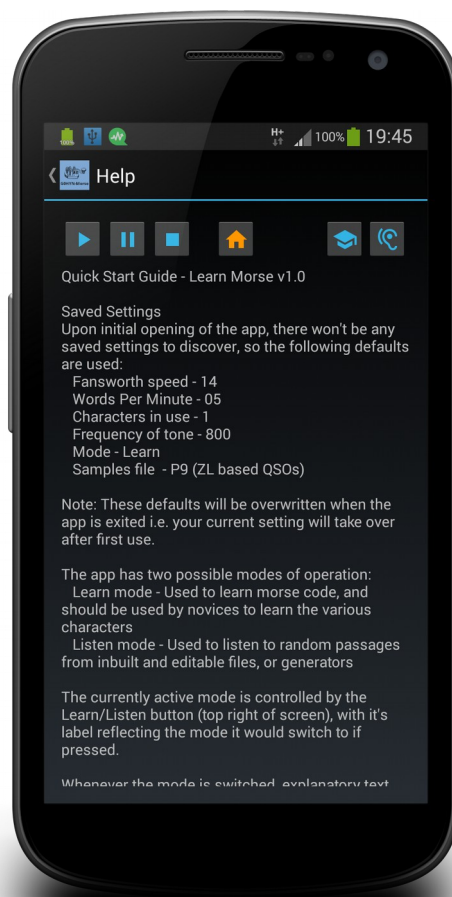 H+
100%
19:45
Help
Quick Start Guide - Learn Morse v1.0
Saved Settings
Upon initial opening of the app, there won't be any
saved settings to discover, so the following defaults
are used:
Fansworth speed - 14
Words Per Minute - 05
Characters in use - 1
Frequency of tone - 800
Mode - Learn
Samples file - P9 (ZL based QSOs)
Note: These defaults will be overwritten when the
app is exited i.e. your current setting will take over
after first use.
The app has two possible modes of operation:
Learn mode - Used to learn morse code, and
should be used by novices to learn the various
characters
Listen mode - Used to listen to random passages
from inbuilt and editable files, or generators
The currently active mode is controlled by the
Learn/Listen button (top right of screen), with it's
label reflecting the mode it would switch to if
pressed.
Whenever the mode is switched, explanatory text